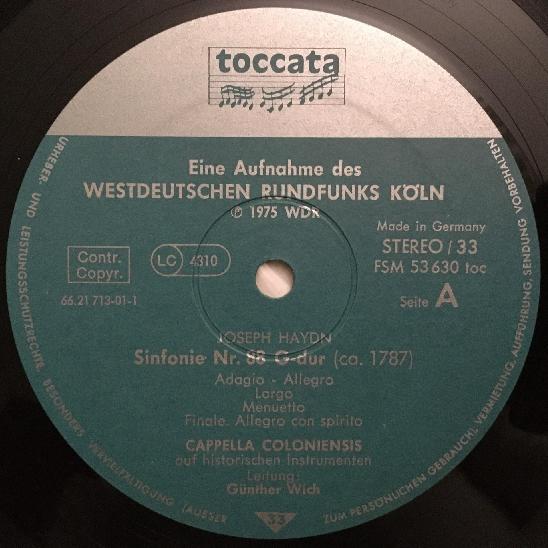 toccata
Eine Aufnahme des
WESTDEUTSCHEN RUNDFUNKS KÖLN
℗ 1975 WDR
Made in Germany
STEREO / 33
FSM 53 630 toc
Contr.
Copyr.
LC 4310
66.21 713-01-1
Seite A
JOSEPH HAYDN
Sinfonie Nr. 88 G-dur (ca. 1787)
Adagio - Allegro
Largo
Menuetto
Finale. Allegro con spirito
CAPPELLA COLONIENSIS
auf historischen Instrumenten
Leitung:
Günther Wich
33
URHEBER- UND LEISTUNGSSCHUTZRECHTE, BESONDERS VERVIELFÄLTIGUNG (AUSSER
ZUM PERSÖNLICHEN GEBRAUCH), VERMIETUNG, AUFFÜHRUNG, SENDUNG VORBEHALTEN